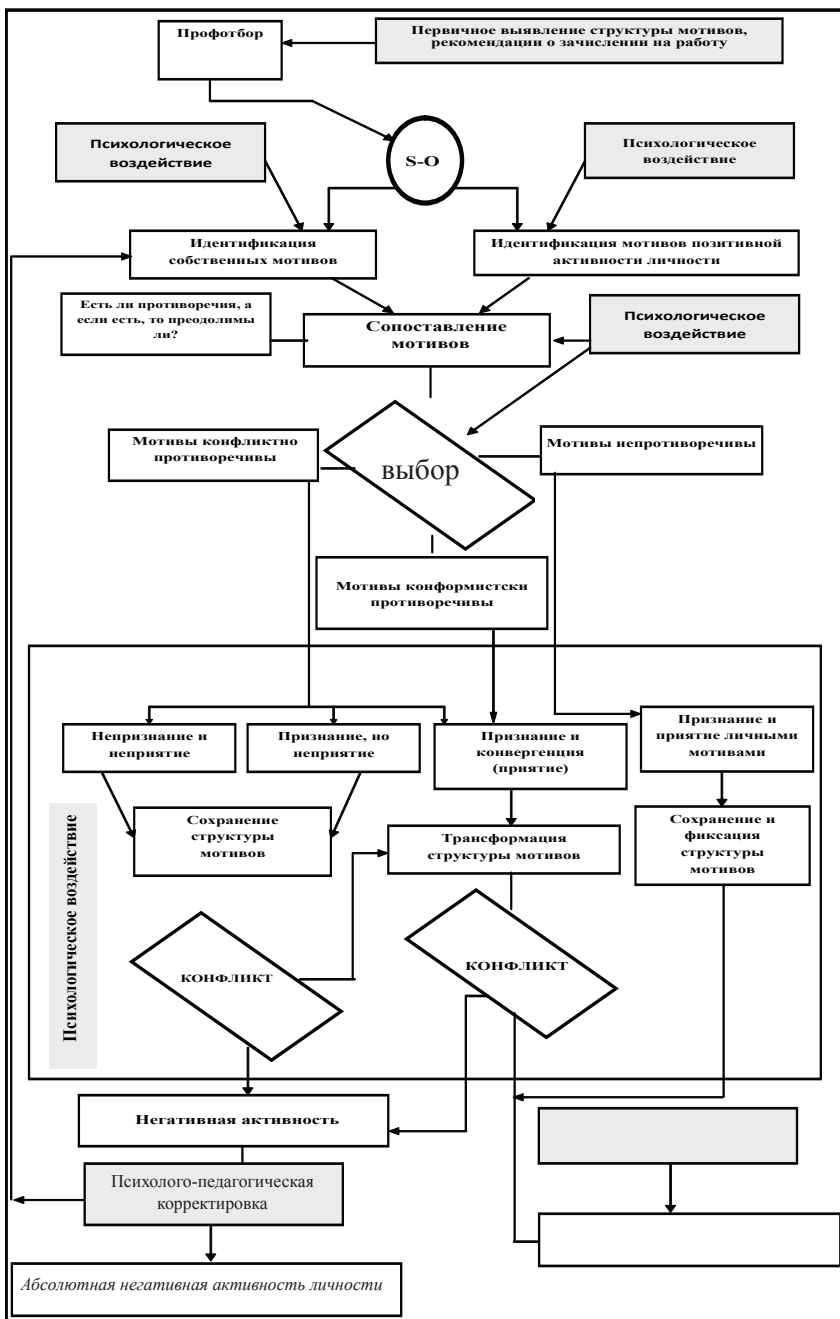 Профотбор
Первичное выявление структуры мотивов,
рекомендации о зачислении на работу
Психологическое
воздействие
S-O
Психологическое
воздействие
Идентификация
собственных мотивов
Идентификация мотивов позитивной
активности личности
Есть ли противоречия, а
если есть, то преодолимы
ли?
Сопоставление
мотивов
Психологическое
воздействие
Мотивы конфликтно
противоречивы
выбор
Мотивы непротиворечивы
Мотивы конформистски
противоречивы
Непризнание и
неприятие
Признание, но
неприятие
Признание и
конвергенция
(приятие)
Признание и
приятие личными
мотивами
Сохранение
структуры
мотивов
Трансформация
структуры мотивов
Сохранение и
фиксация
структуры
мотивов
Психологическое воздействие
КОНФЛИКТ
КОНФЛИКТ
Негативная активность
Психолого-педагогическая
корректировка
Абсолютная негативная активность личности